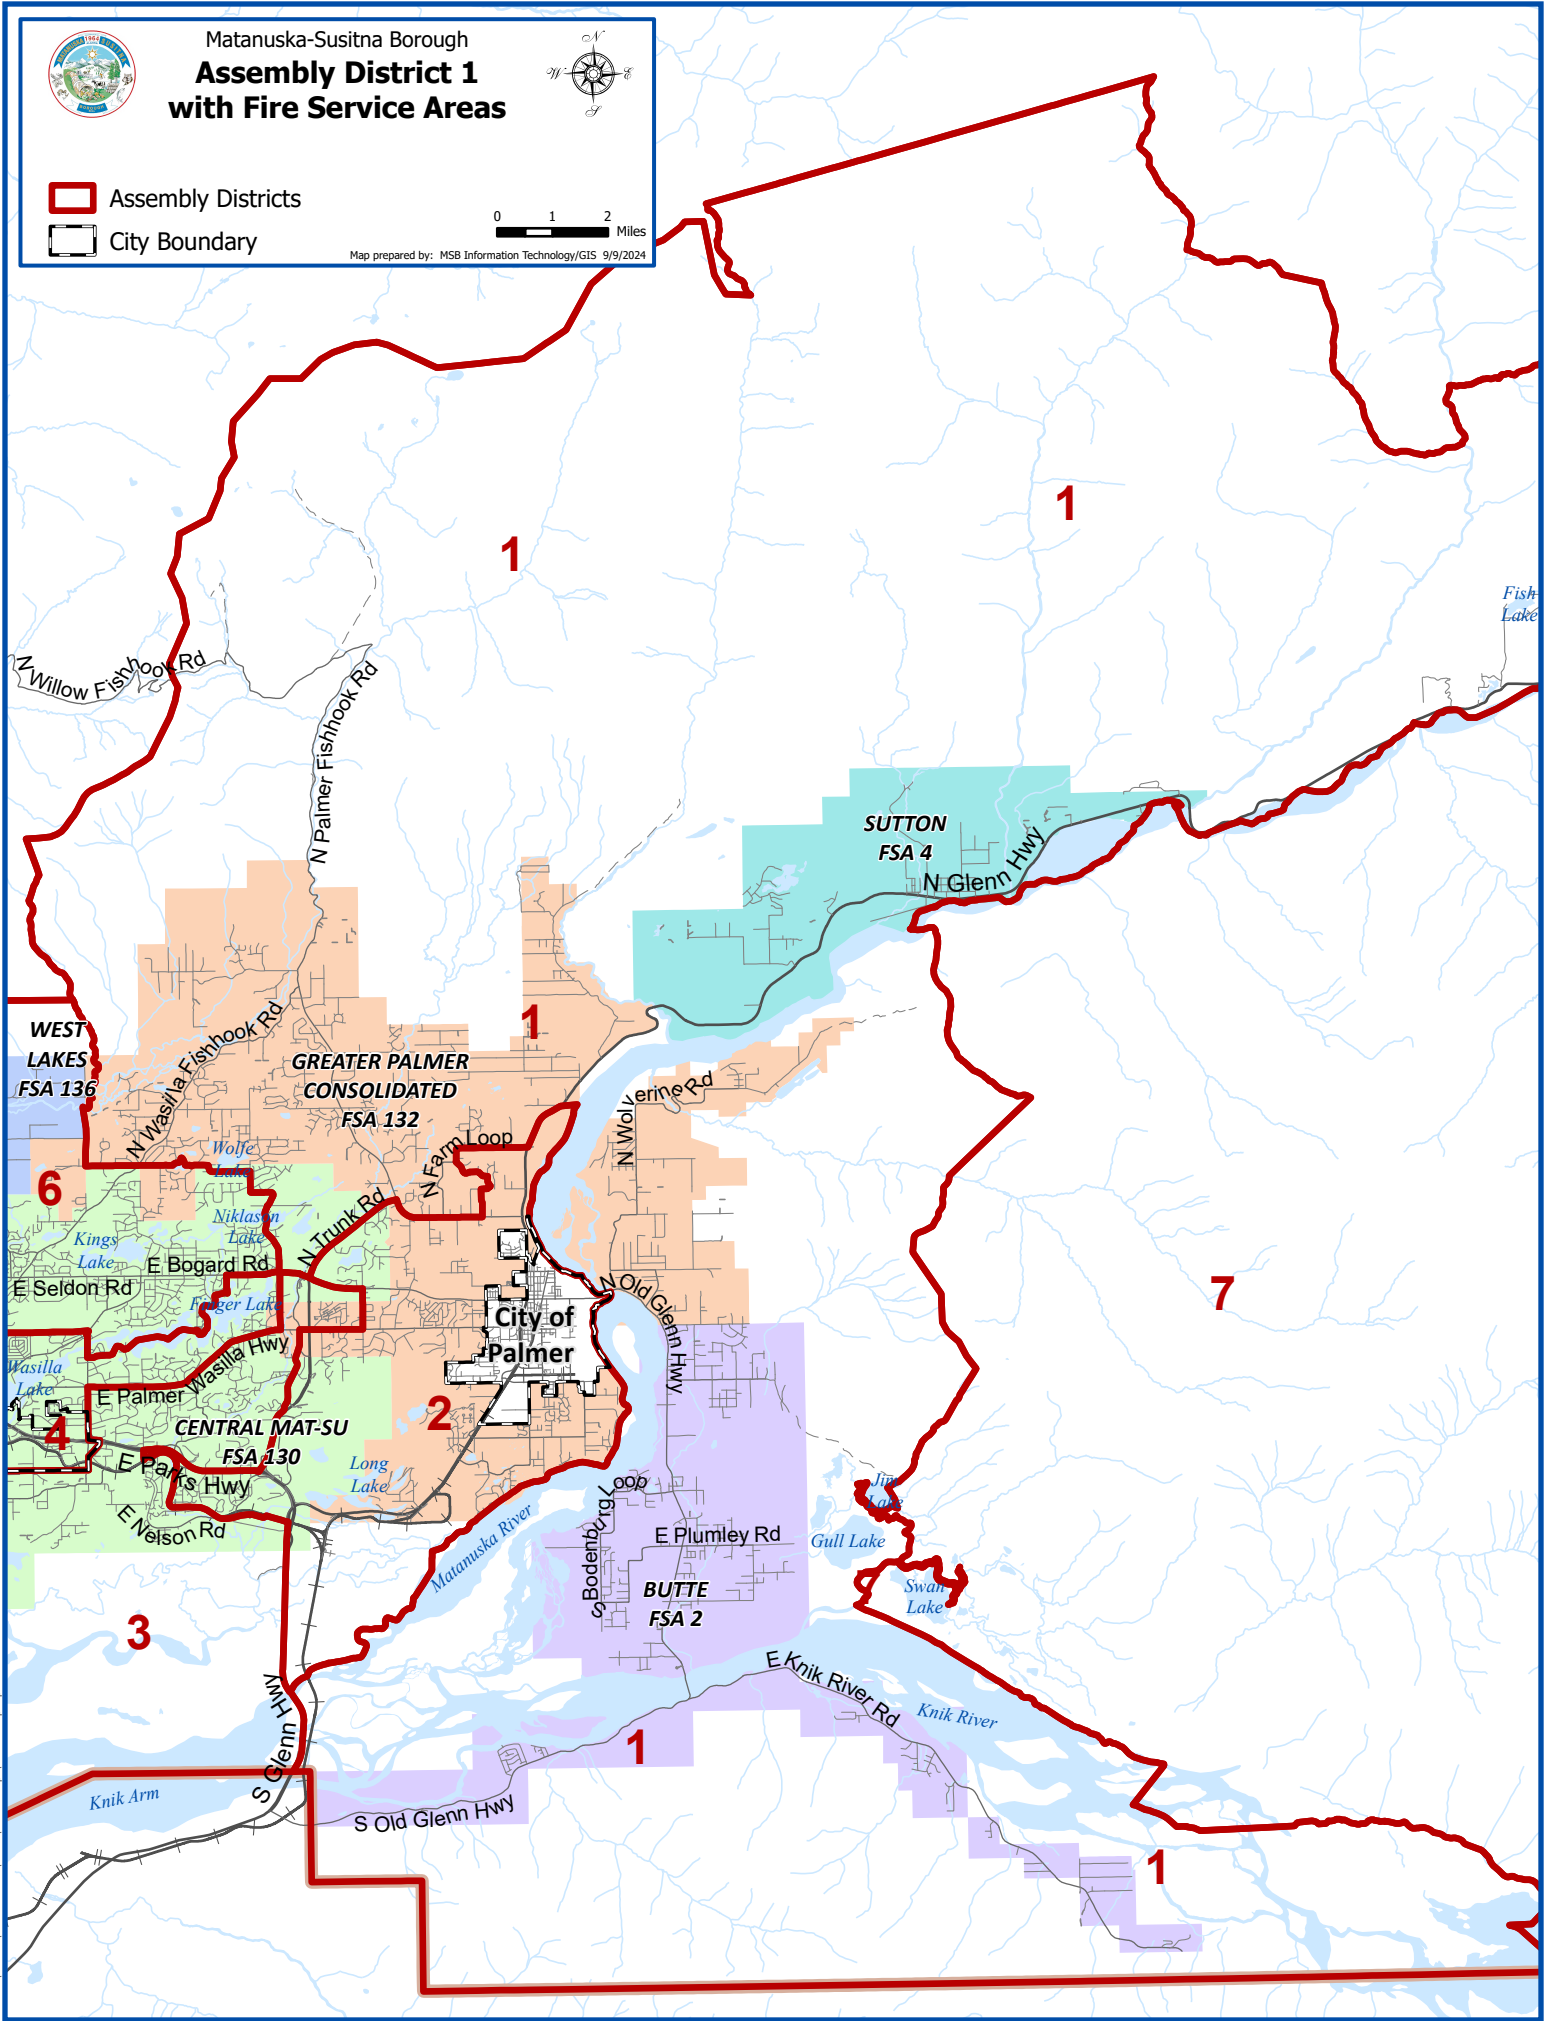 Matanuska-Susitna Borough
Assembly District 1
with Fire Service Areas
N
W
E
S
Assembly Districts
City Boundary
0 1 2
Miles
Map prepared by: MSB Information Technology/GIS 9/9/2024
1
1
Fish
Lake
N Willow Fishhook Rd
N Palmer Fishhook Rd
SUTTON
FSA 4
N Glenn Hwy
1
WEST
LAKES
FSA 136
N Wasilla Fishhook Rd
GREATER PALMER
CONSOLIDATED
FSA 132
N Wolverine Rd
N Farm Loop
Wolfe
Lake
6
N Trunk Rd
Niklason
Lake
Kings
Lake
E Bogard Rd
E Seldon Rd
Finger Lake
N Old Glenn Hwy
7
City of
Palmer
Wasilla
Lake
E Palmer Wasilla Hwy
2
4
CENTRAL MAT-SU
FSA 130
E Parks Hwy
Long
Lake
Jim
Lake
S Bodenburg Loop
E Nelson Rd
Matanuska River
E Plumley Rd
Gull Lake
Swan
Lake
BUTTE
FSA 2
3
E Knik River Rd
Knik River
S Glenn Hwy
1
Knik Arm
S Old Glenn Hwy
1